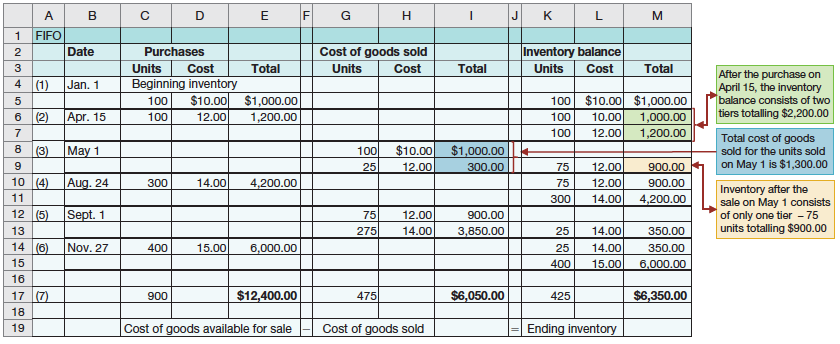 A B C D E F G H I J K L M
1 FIFO
2 Date Purchases Cost of goods sold Inventory balance
3 Units Cost Total Units Cost Total Units Cost Total
4 (1) Jan. 1 Beginning inventory
5 100 $10.00 $1,000.00 100 $10.00 $1,000.00
6 (2) Apr. 15 100 12.00 1,200.00 100 10.00 1,000.00
7 100 12.00 1,200.00
8 (3) May 1 100 $10.00 $1,000.00
9 25 12.00 300.00 75 12.00 900.00
10 (4) Aug. 24 300 14.00 4,200.00 75 12.00 900.00
11 300 14.00 4,200.00
12 (5) Sept. 1 75 12.00 900.00
13 275 14.00 3,850.00 25 14.00 350.00
14 (6) Nov. 27 400 15.00 6,000.00 25 14.00 350.00
15 400 15.00 6,000.00
16
17 (7) 900 $12,400.00 475 $6,050.00 425 $6,350.00
18
19 Cost of goods available for sale – Cost of goods sold = Ending inventory
After the purchase on
April 15, the inventory
balance consists of two
tiers totalling $2,200.00
Total cost of goods
sold for the units sold
on May 1 is $1,300.00
Inventory after the
sale on May 1 consists
of only one tier – 75
units totalling $900.00